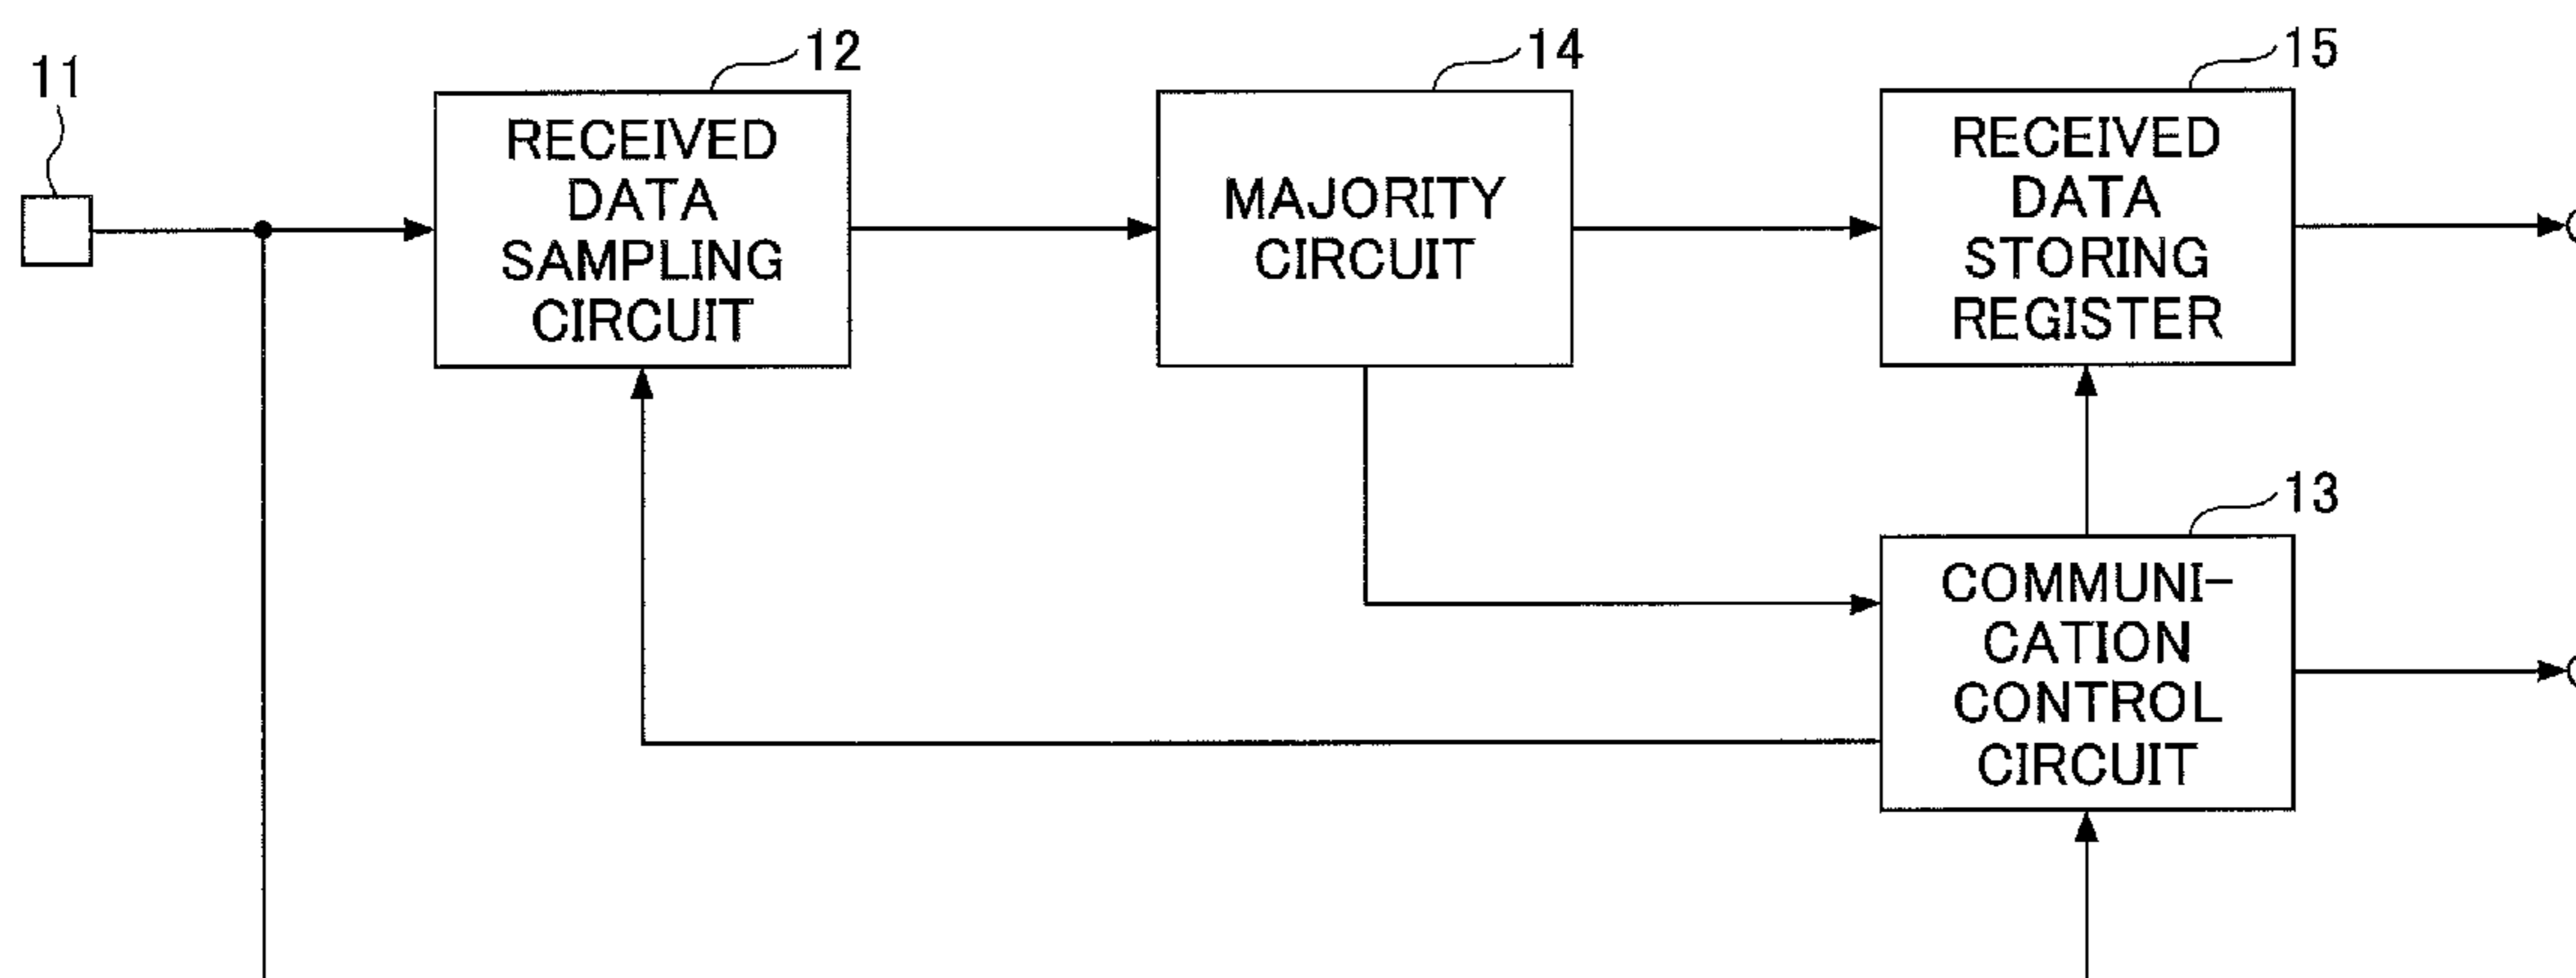 11
12
RECEIVED
DATA
SAMPLING
CIRCUIT
14
MAJORITY
CIRCUIT
15
RECEIVED
DATA
STORING
REGISTER
13
COMMUNI-
CATION
CONTROL
CIRCUIT